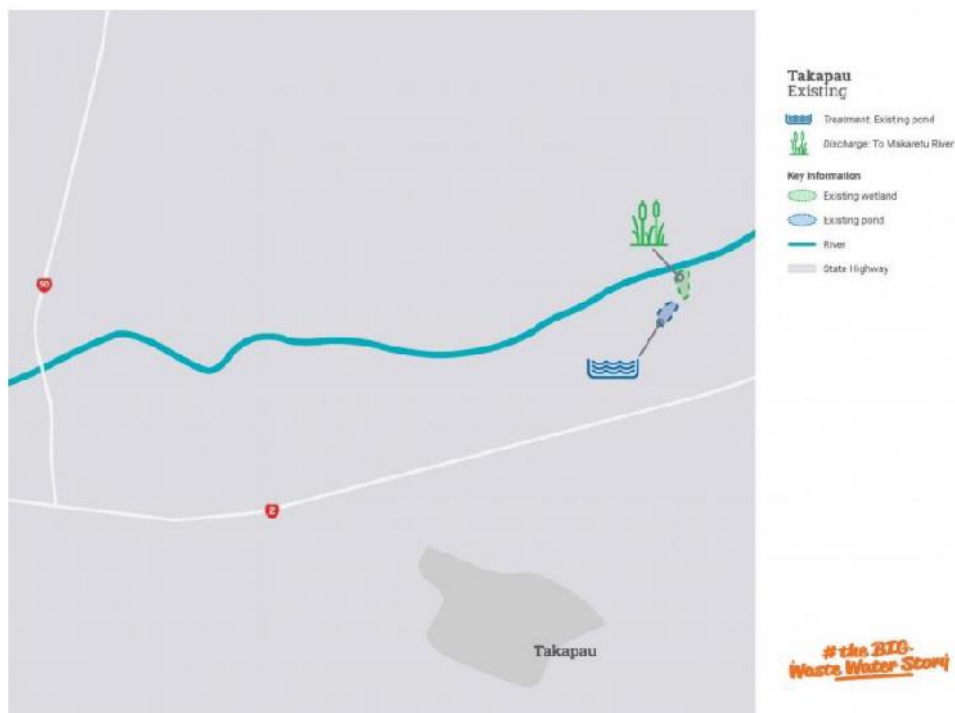 Takapau
Existing
Treatment: Existing pond
Discharge: To Makaretu River
Key Information
Existing wetland
Existing pond
River
State Highway
50
2
Takapau
#the BIG
Waste Water Story